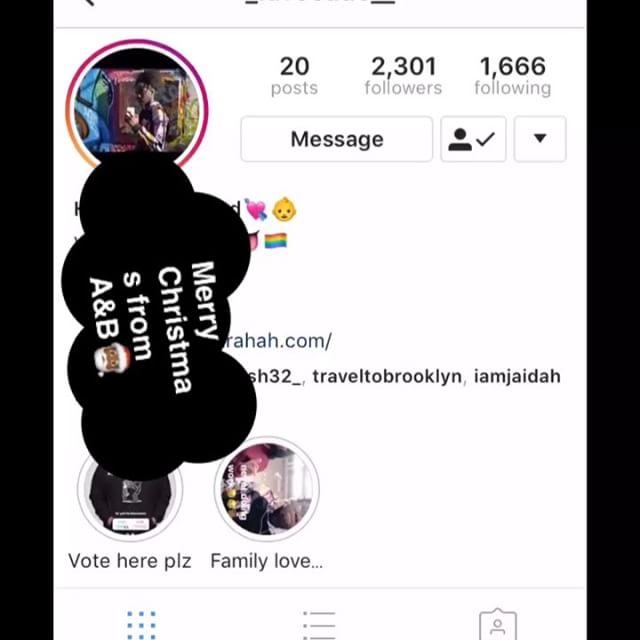 20 2,301 1,666
posts followers following
Message
d 💘👶
🏳️‍🌈
rahah.com/
sh32_, traveltobrooklyn, iamjaidah
Merry
Christma
s from
A&B🎅🏾
Vote here plz Family love...